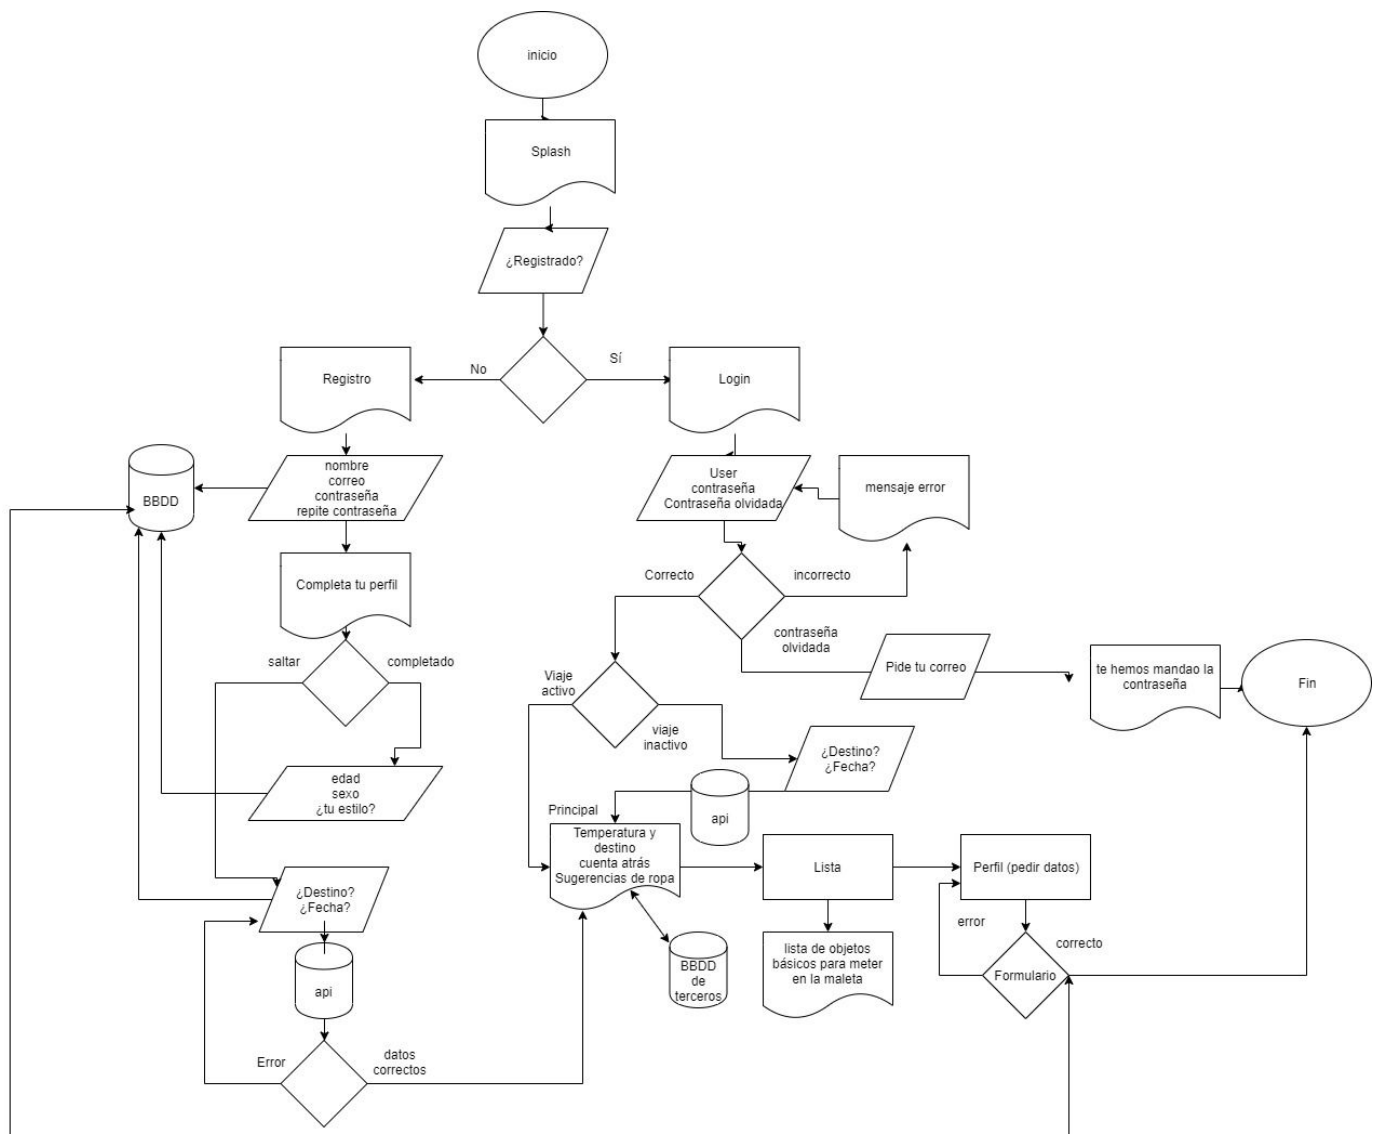 inicio
Splash
¿Registrado?
No
Sí
Registro
Login
nombre
correo
contraseña
repite contraseña
BBDD
User
contraseña
Contraseña olvidada
mensaje error
Completa tu perfil
Correcto
incorrecto
contraseña
olvidada
saltar
completado
Pide tu correo
te hemos mandao la
contraseña
Fin
Viaje
activo
viaje
inactivo
¿Destino?
¿Fecha?
edad
sexo
¿tu estilo?
api
Principal
Temperatura y
destino
cuenta atrás
Sugerencias de ropa
Lista
Perfil (pedir datos)
¿Destino?
¿Fecha?
error
correcto
api
BBDD
de
terceros
lista de objetos
básicos para meter
en la maleta
Formulario
Error
datos
correctos